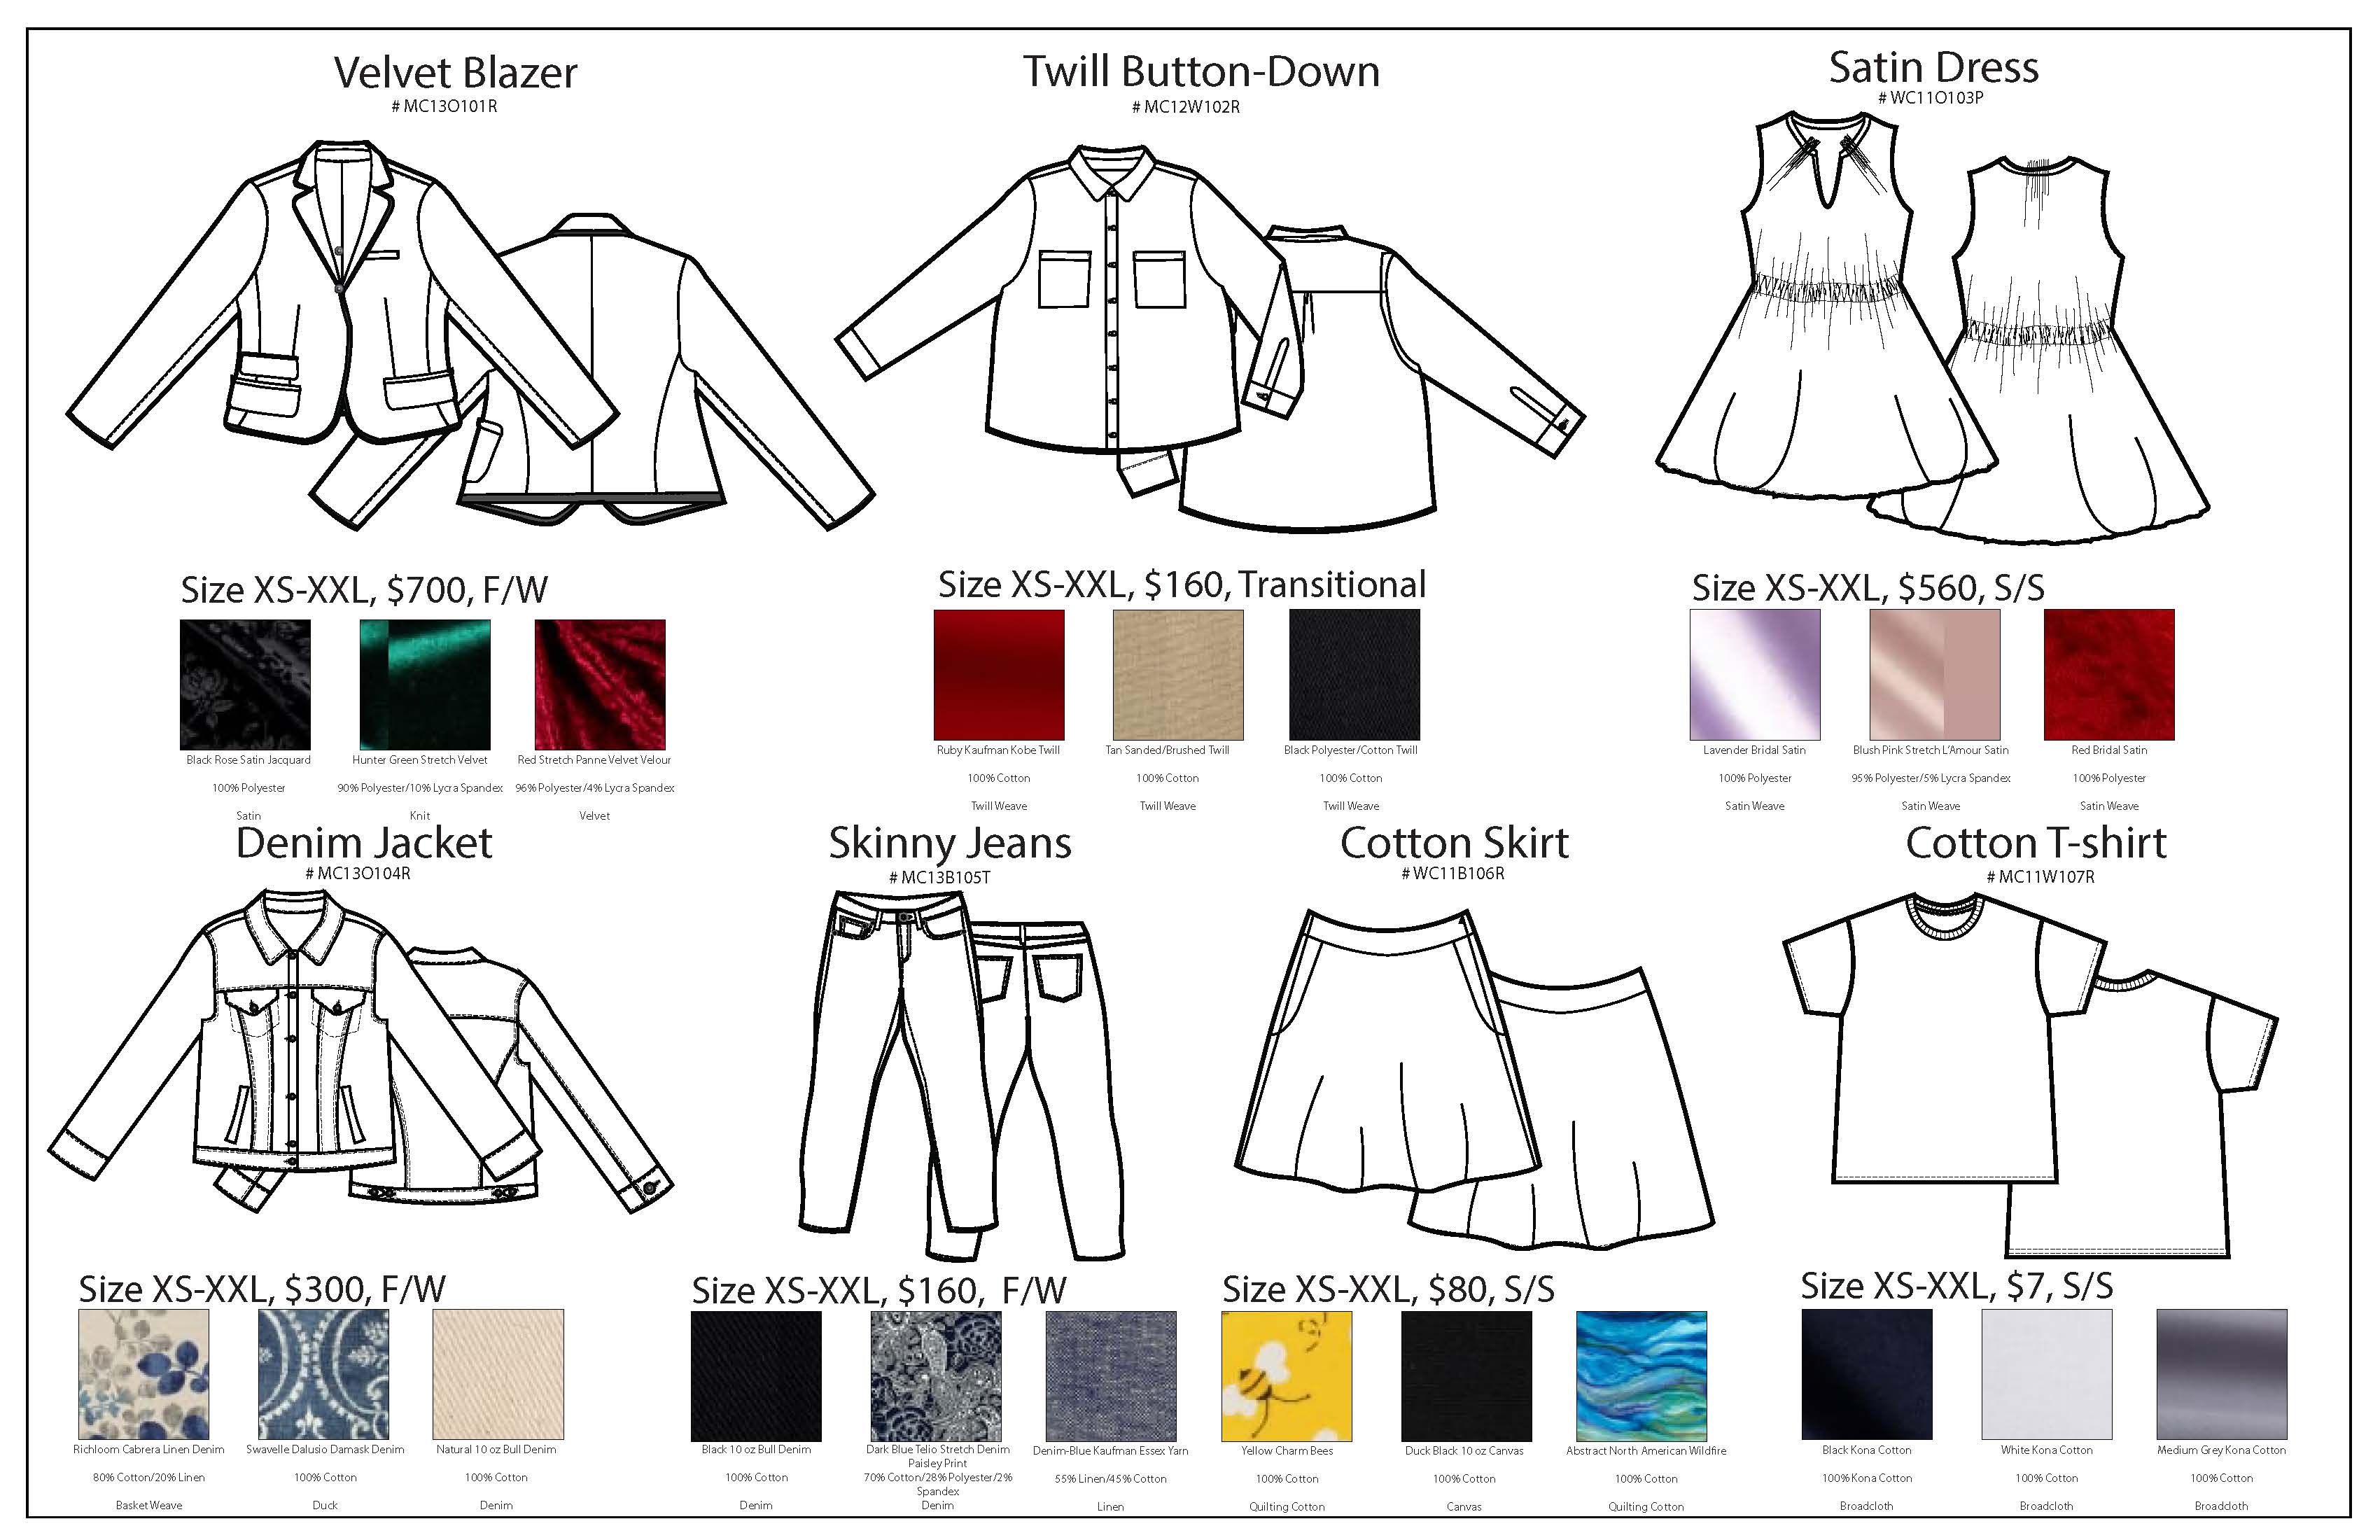 Velvet Blazer
# MC13O101R
Twill Button-Down
# MC12W102R
Satin Dress
# WC11O103P
Size XS-XXL, $700, F/W
Black Rose Satin Jacquard
100% Polyester
Satin
Hunter Green Stretch Velvet
90% Polyester/10% Lycra Spandex
Knit
Red Stretch Panne Velvet Velour
96% Polyester/4% Lycra Spandex
Velvet
Size XS-XXL, $160, Transitional
Ruby Kaufman Kobe Twill
100% Cotton
Twill Weave
Tan Sanded/Brushed Twill
100% Cotton
Twill Weave
Black Polyester/Cotton Twill
100% Cotton
Twill Weave
Size XS-XXL, $560, S/S
Lavender Bridal Satin
100% Polyester
Satin Weave
Blush Pink Stretch L'Amour Satin
95% Polyester/5% Lycra Spandex
Satin Weave
Red Bridal Satin
100% Polyester
Satin Weave
Denim Jacket
# MC13O104R
Skinny Jeans
# MC13B105T
Cotton Skirt
# WC11B106R
Cotton T-shirt
# MC11W107R
Size XS-XXL, $300, F/W
Richloom Cabrera Linen Denim
80% Cotton/20% Linen
Basket Weave
Swavelle Dalusio Damask Denim
100% Cotton
Duck
Natural 10 oz Bull Denim
100% Cotton
Denim
Size XS-XXL, $160, F/W
Black 10 oz Bull Denim
100% Cotton
Denim
Dark Blue Telio Stretch Denim
Paisley Print
70% Cotton/28% Polyester/2%
Spandex
Denim
Denim-Blue Kaufman Essex Yarn
55% Linen/45% Cotton
Linen
Size XS-XXL, $80, S/S
Yellow Charm Bees
100% Cotton
Quilting Cotton
Duck Black 10 oz Canvas
100% Cotton
Canvas
Abstract North American Wildfire
100% Cotton
Quilting Cotton
Size XS-XXL, $7, S/S
Black Kona Cotton
100% Kona Cotton
Broadcloth
White Kona Cotton
100% Cotton
Broadcloth
Medium Grey Kona Cotton
100% Cotton
Broadcloth